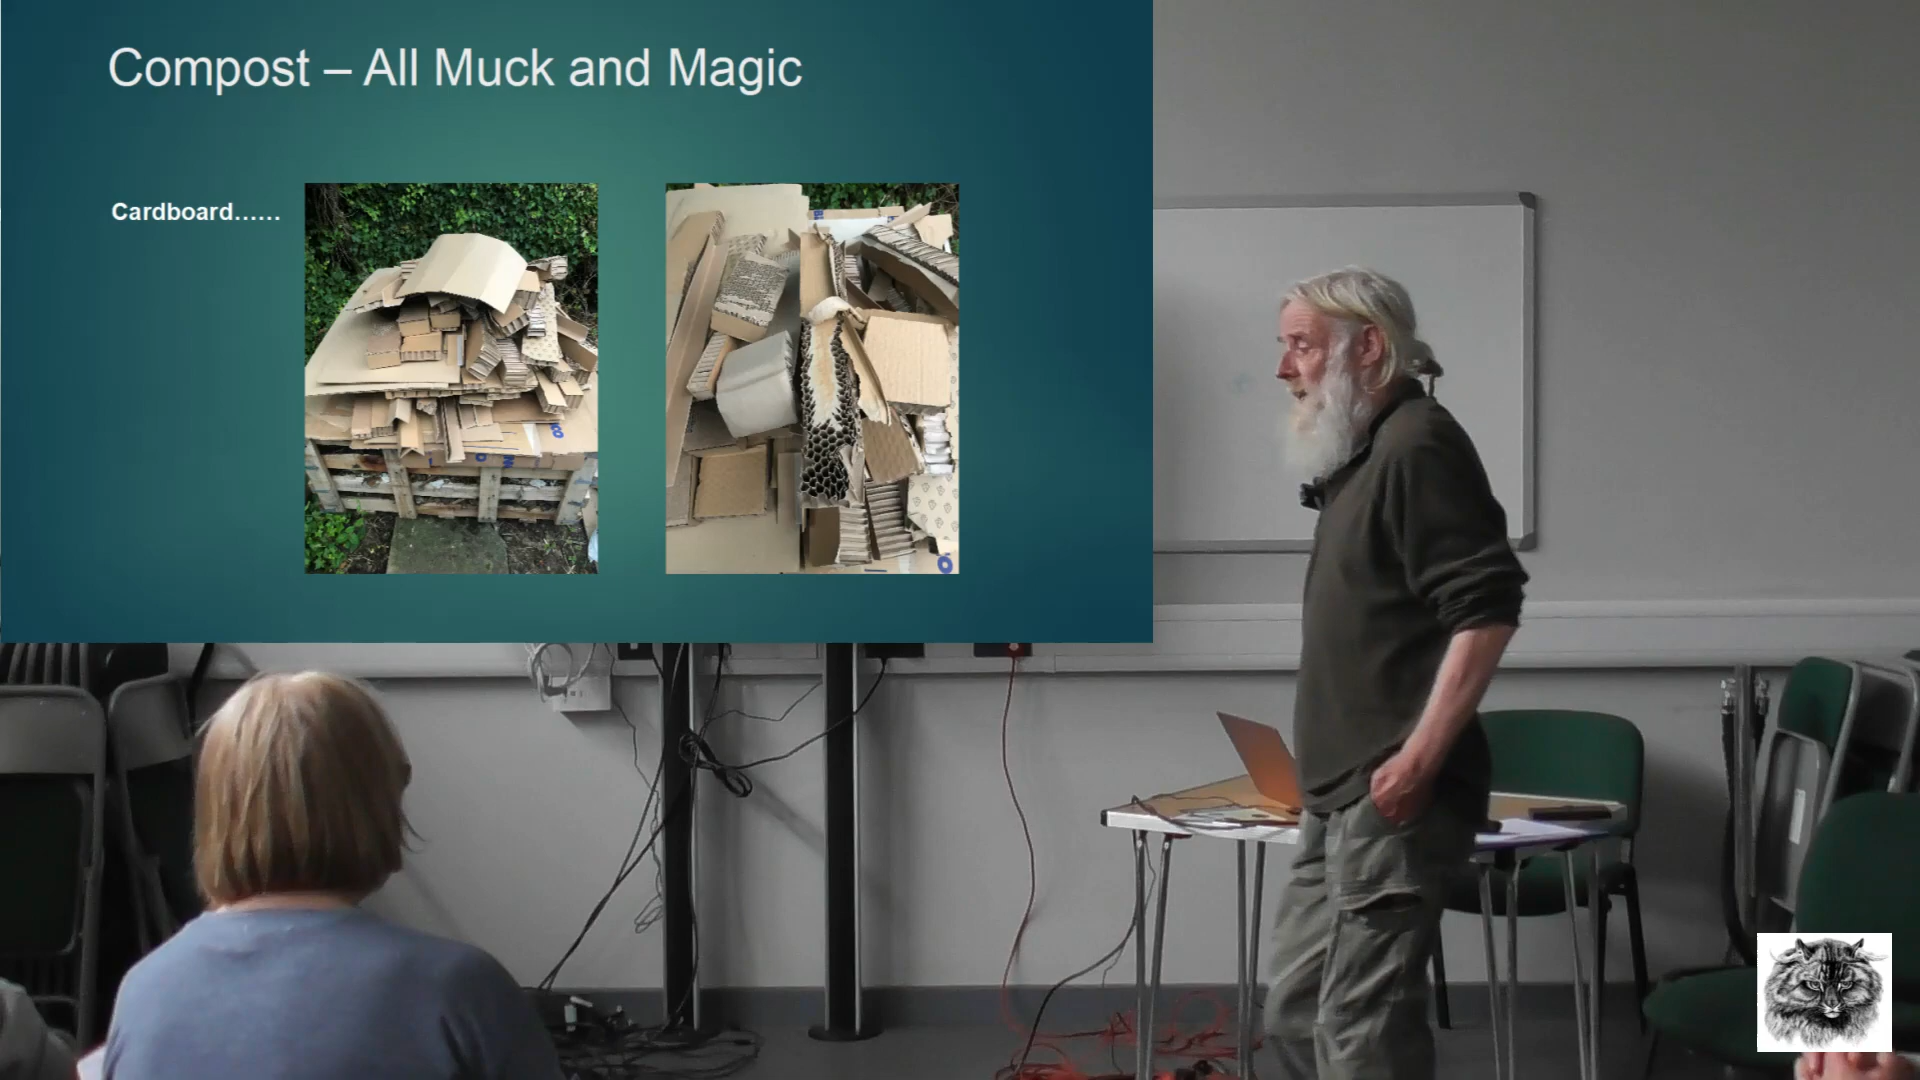 Compost – All Muck and Magic
Cardboard......